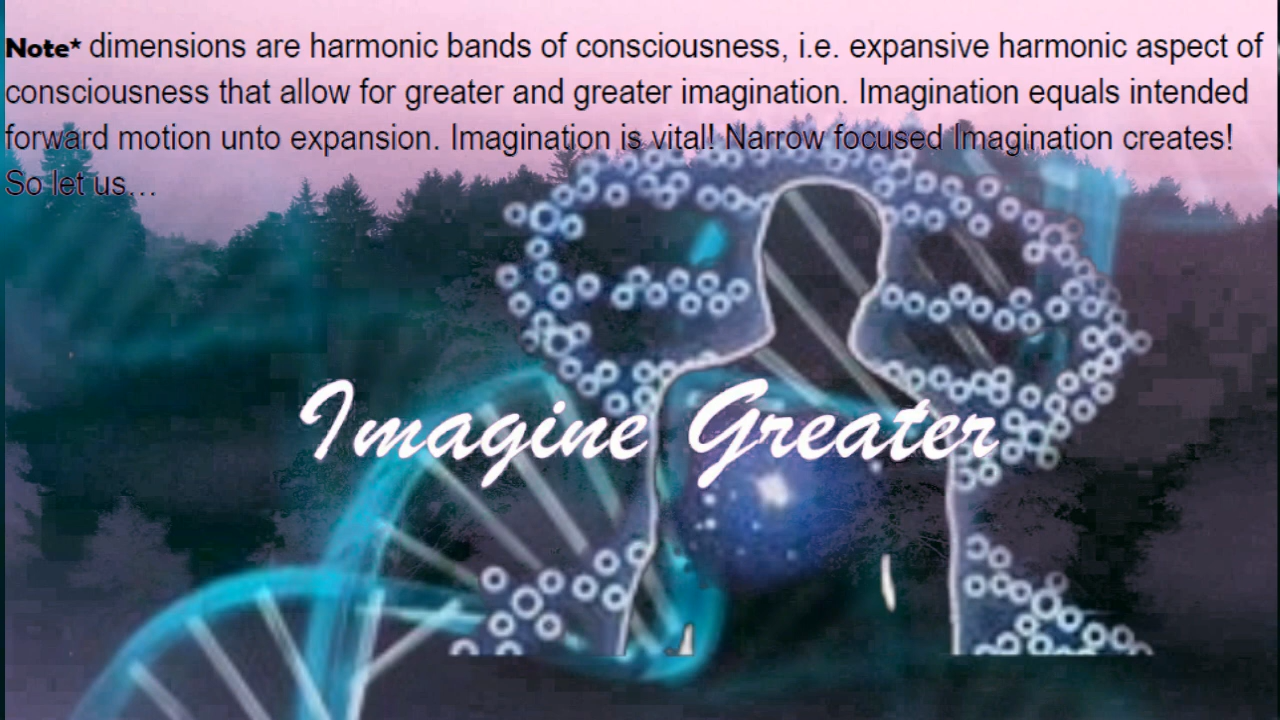 Note* dimensions are harmonic bands of consciousness, i.e. expansive harmonic aspect of
consciousness that allow for greater and greater imagination. Imagination equals intended
forward motion unto expansion. Imagination is vital! Narrow focused Imagination creates!
So let us…
Imagine Greater